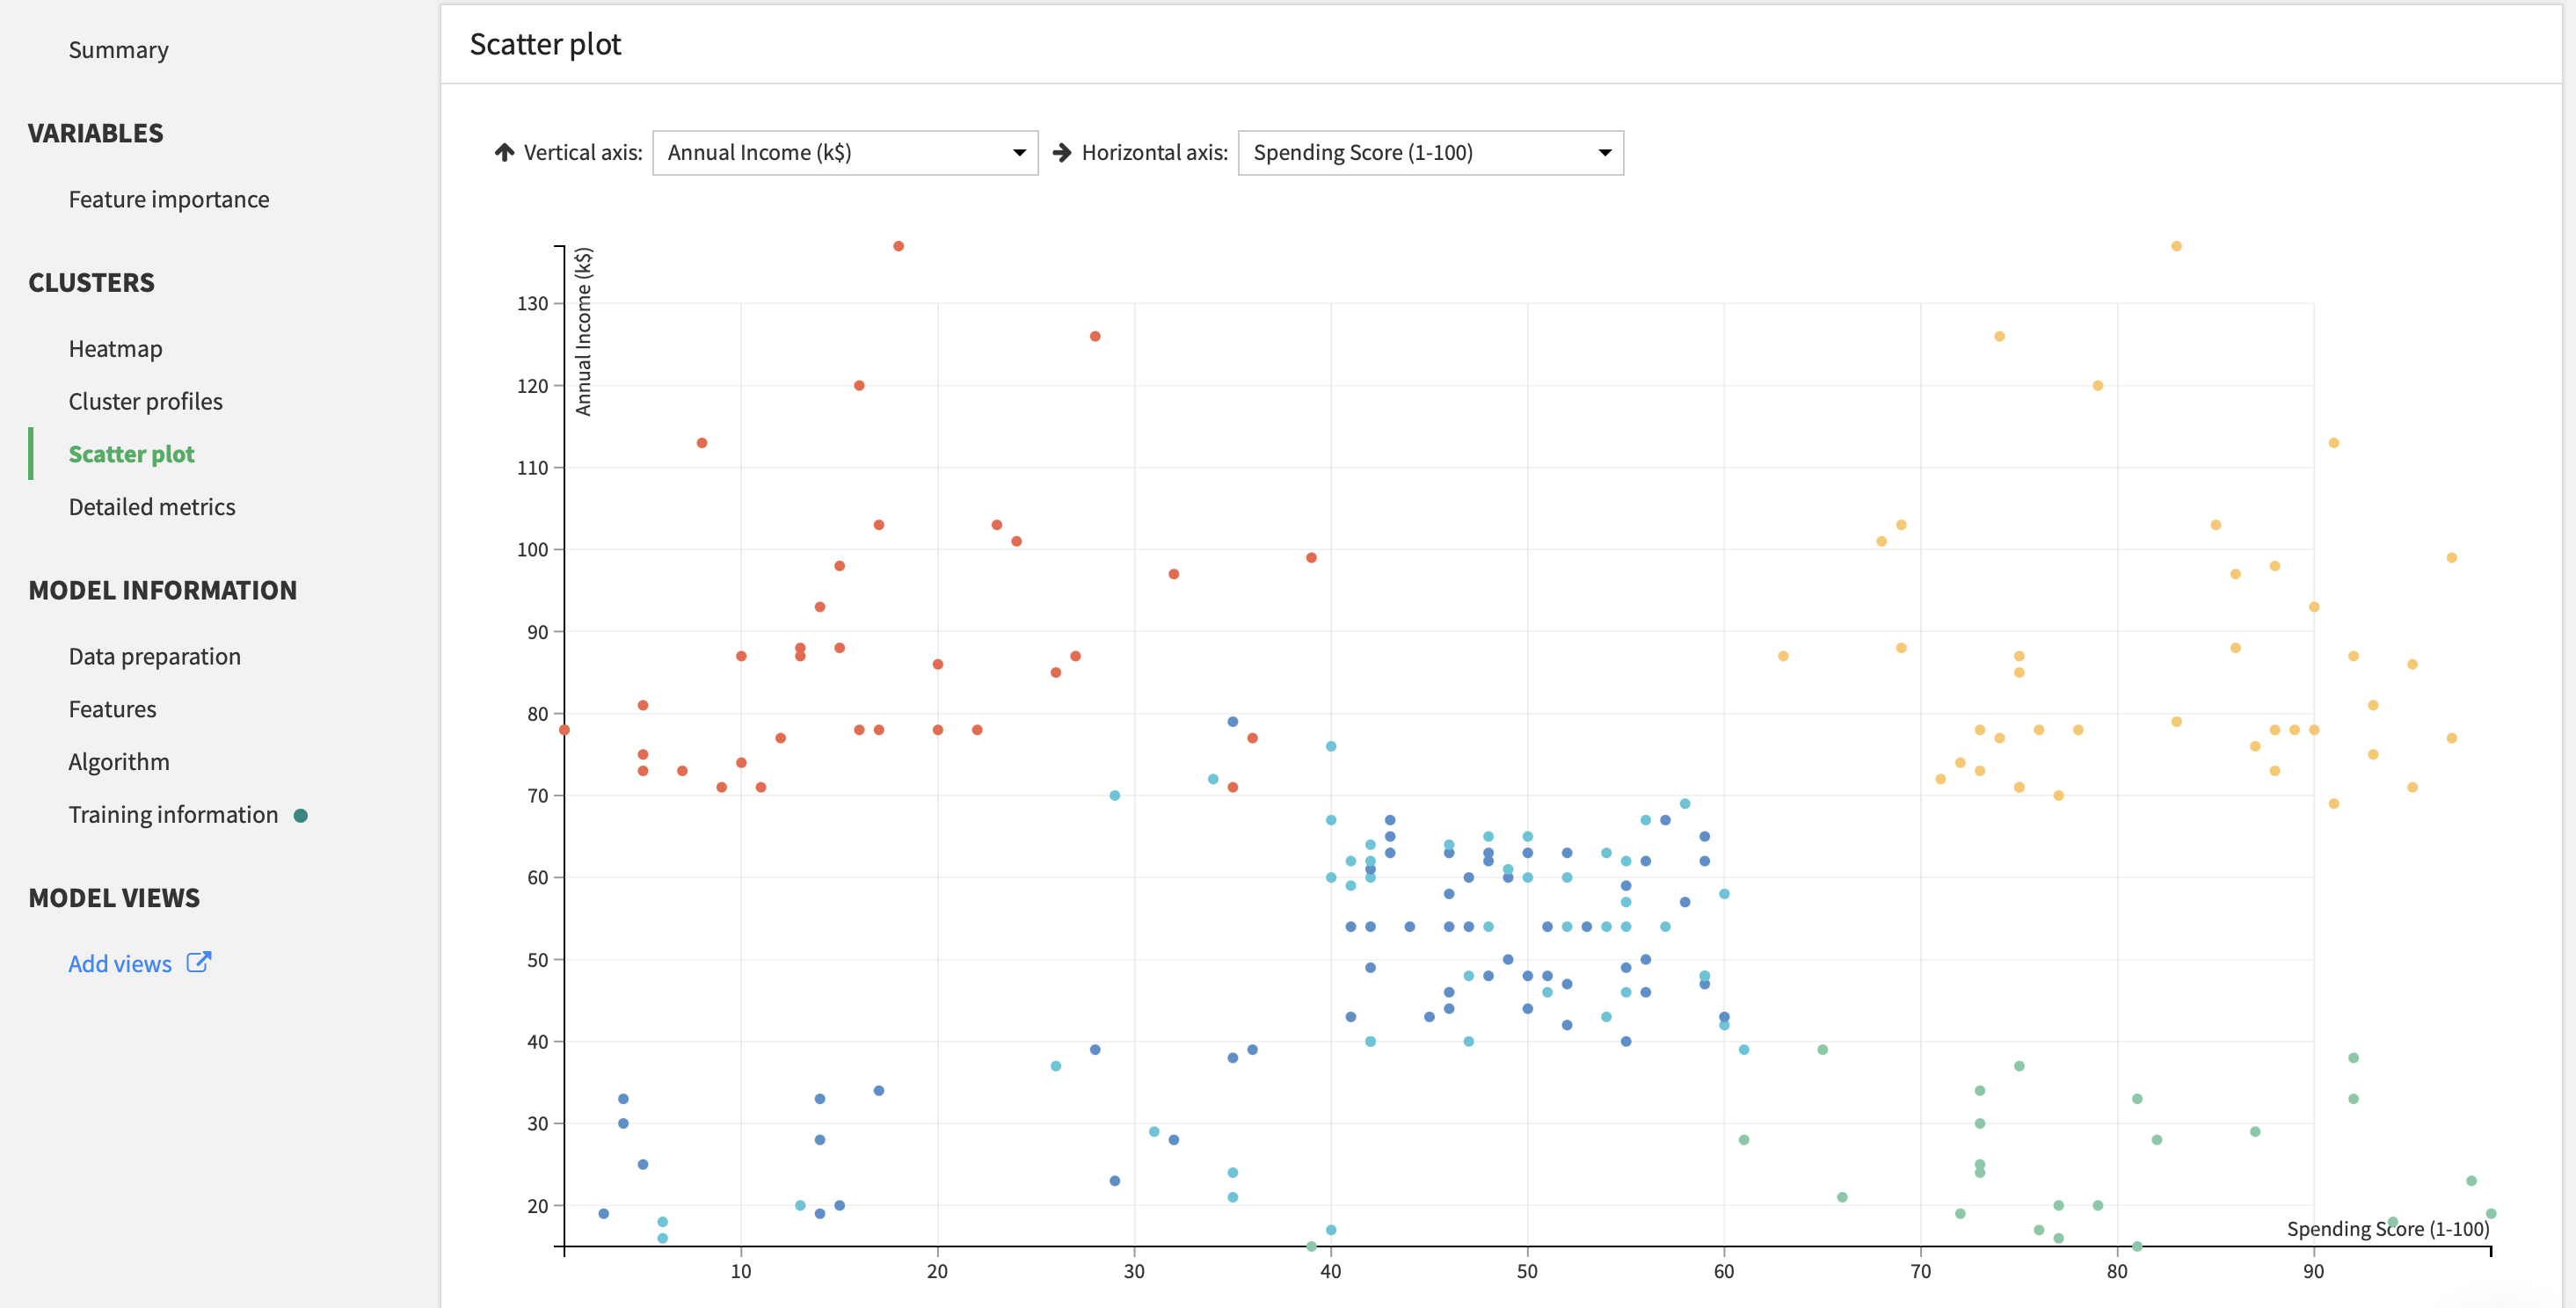 Summary
VARIABLES
Feature importance
CLUSTERS
Heatmap
Cluster profiles
Scatter plot
Detailed metrics
MODEL INFORMATION
Data preparation
Features
Algorithm
Training information
MODEL VIEWS
Add views
Scatter plot
Vertical axis: Annual Income (k$) Horizontal axis: Spending Score (1-100)
Annual Income (k$)
130
120
110
100
90
80
70
60
50
40
30
20
Spending Score (1-100)
10 20 30 40 50 60 70 80 90